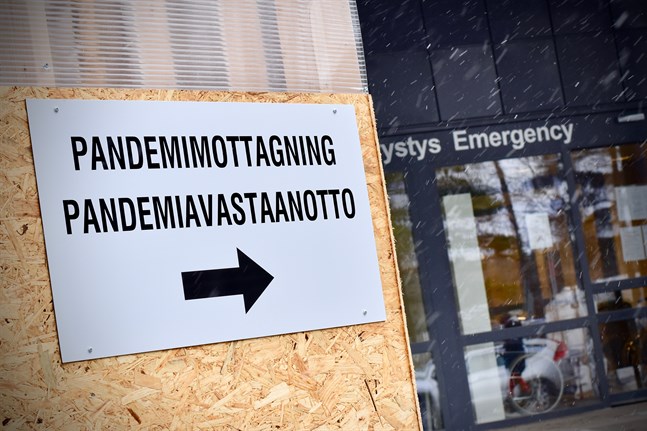 PANDEMIMOTTAGNING
PANDEMIAVASTAANOTTO
ystys Emergency